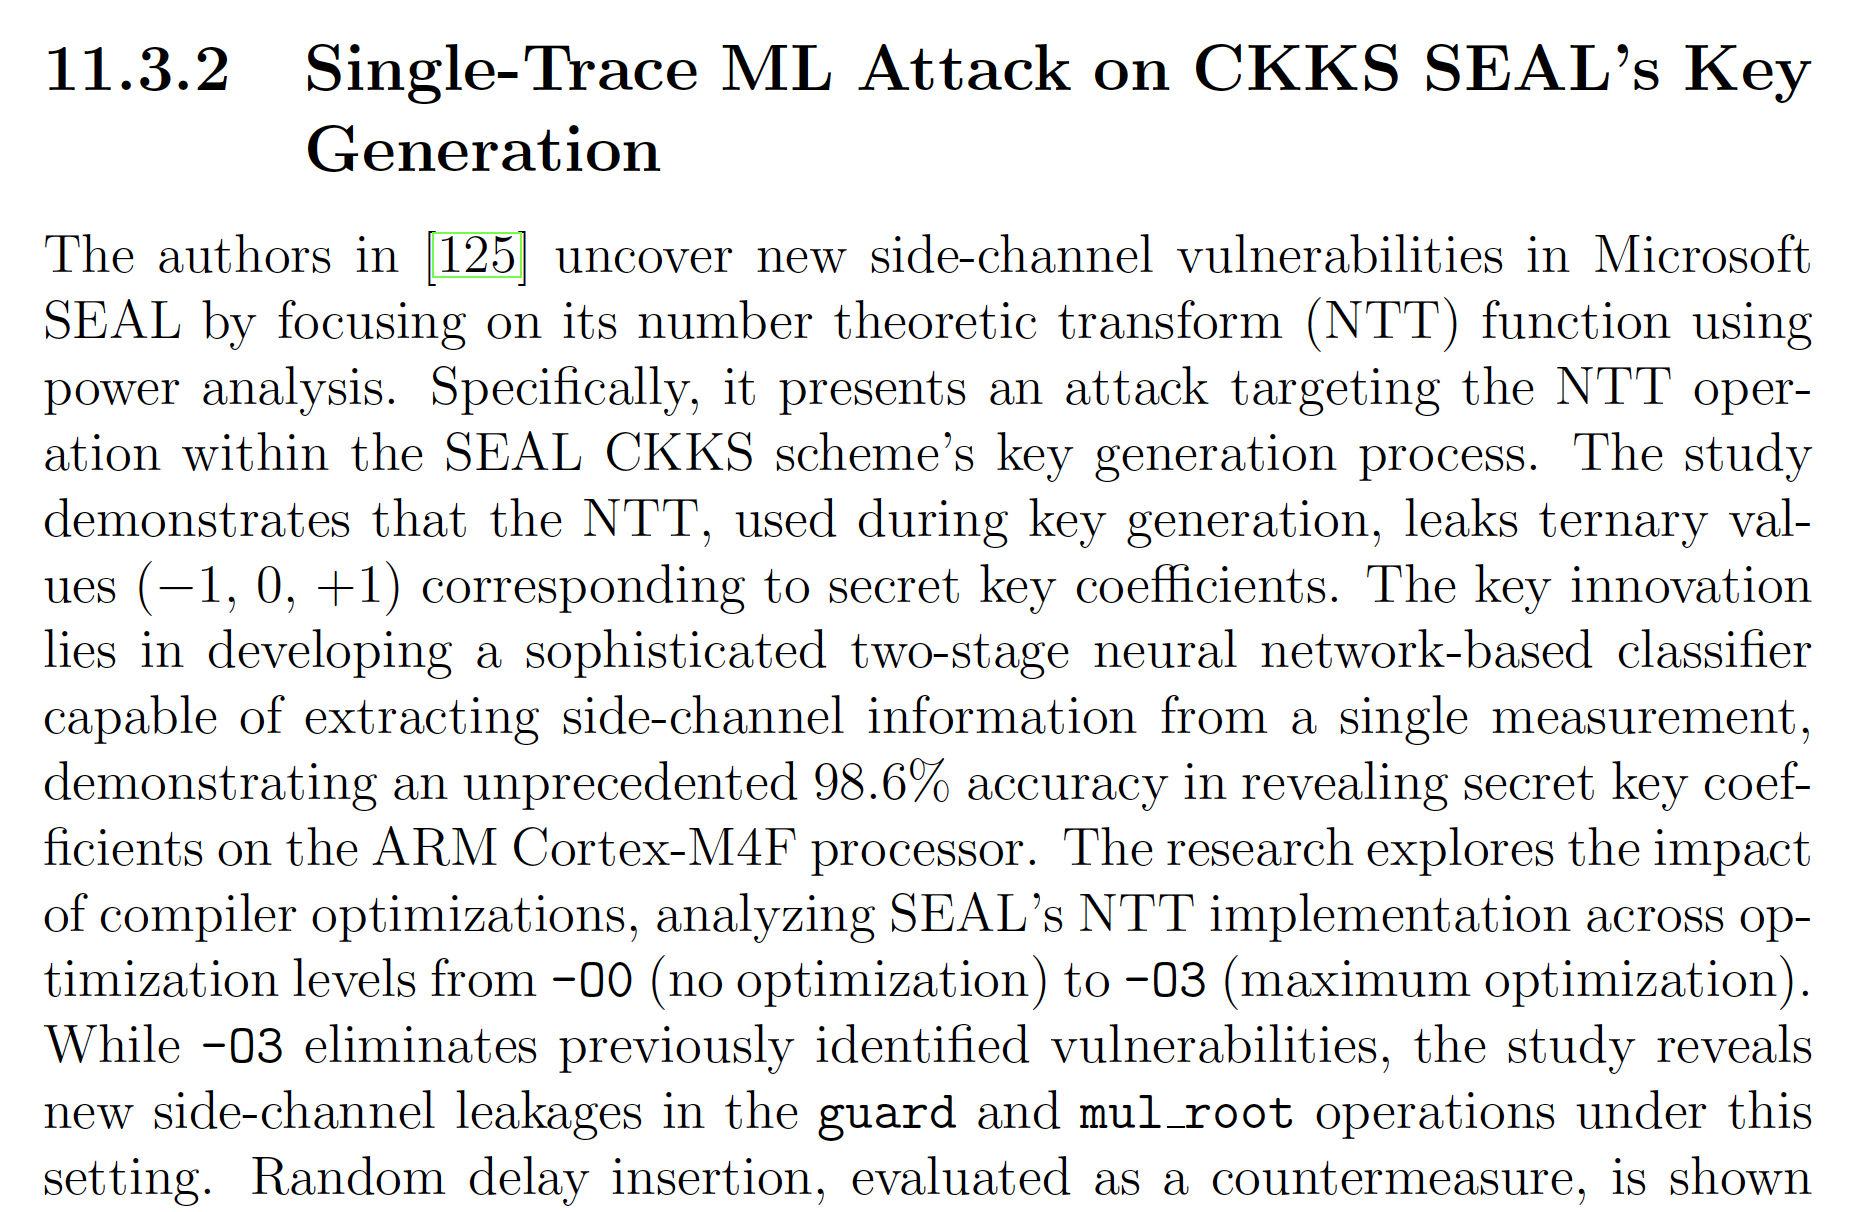 11.3.2 Single-Trace ML Attack on CKKS SEAL’s Key
Generation
The authors in [125] uncover new side-channel vulnerabilities in Microsoft
SEAL by focusing on its number theoretic transform (NTT) function using
power analysis. Specifically, it presents an attack targeting the NTT oper-
ation within the SEAL CKKS scheme’s key generation process. The study
demonstrates that the NTT, used during key generation, leaks ternary val-
ues (−1, 0, +1) corresponding to secret key coefficients. The key innovation
lies in developing a sophisticated two-stage neural network-based classifier
capable of extracting side-channel information from a single measurement,
demonstrating an unprecedented 98.6% accuracy in revealing secret key coef-
ficients on the ARM Cortex-M4F processor. The research explores the impact
of compiler optimizations, analyzing SEAL’s NTT implementation across op-
timization levels from -O0 (no optimization) to -O3 (maximum optimization).
While -O3 eliminates previously identified vulnerabilities, the study reveals
new side-channel leakages in the guard and mul_root operations under this
setting. Random delay insertion, evaluated as a countermeasure, is shown